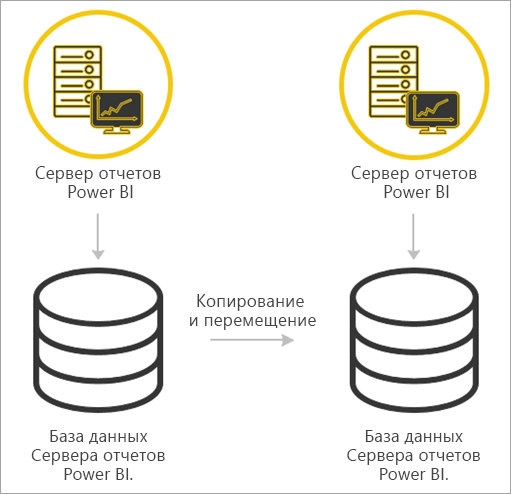 Сервер отчетов
Power BI
Сервер отчетов
Power BI
Копирование
и перемещение
База данных
Сервера отчетов
Power BI.
База данных
Сервера отчетов
Power BI.